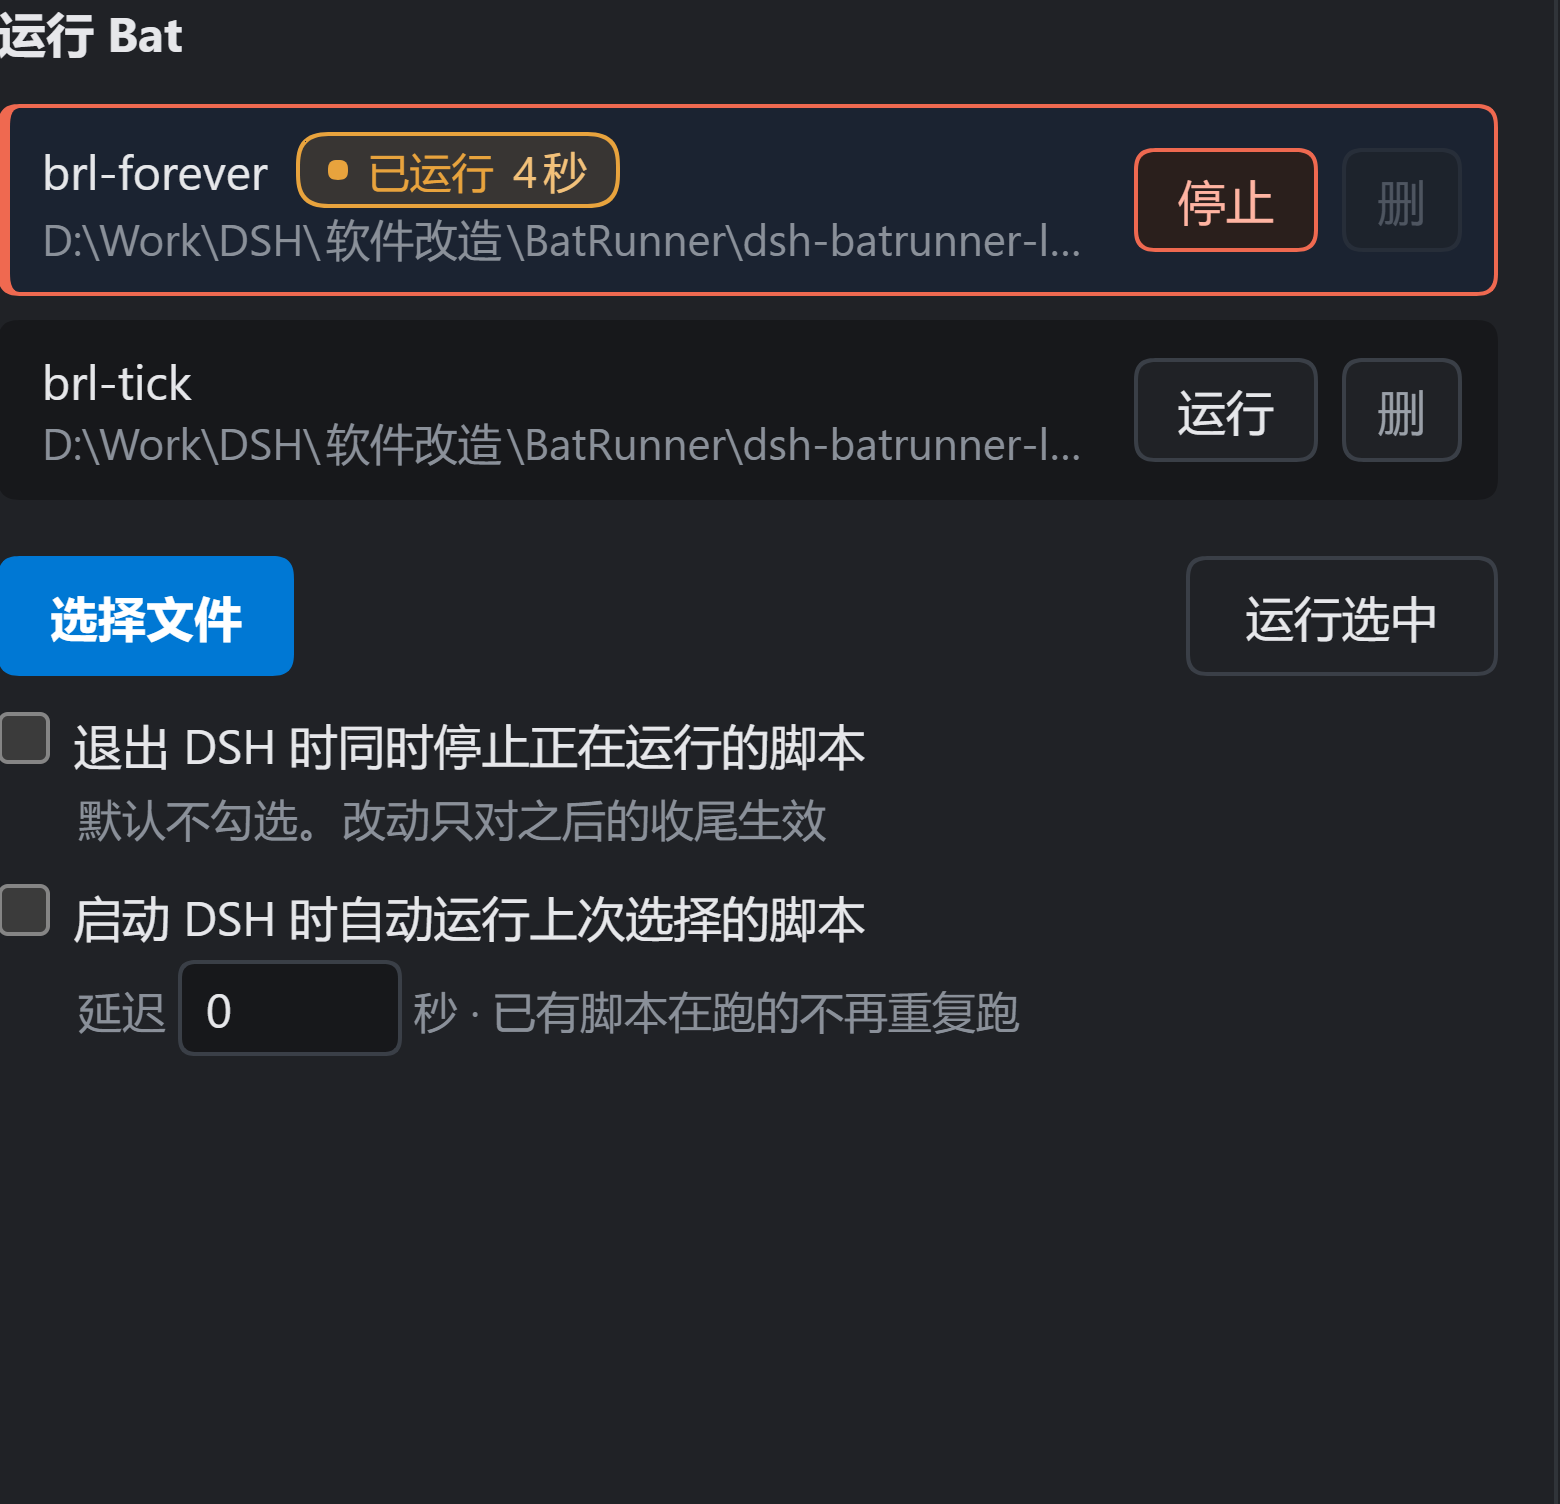 运行 Bat
brl-forever 已运行 4 秒
D:\Work\DSH\软件改造\BatRunner\dsh-batrunner-l...
停止 删
brl-tick
D:\Work\DSH\软件改造\BatRunner\dsh-batrunner-l...
运行 删
选择文件 运行选中
退出 DSH 时同时停止正在运行的脚本
默认不勾选。改动只对之后的收尾生效
启动 DSH 时自动运行上次选择的脚本
延迟 0 秒 · 已有脚本在跑的不再重复跑